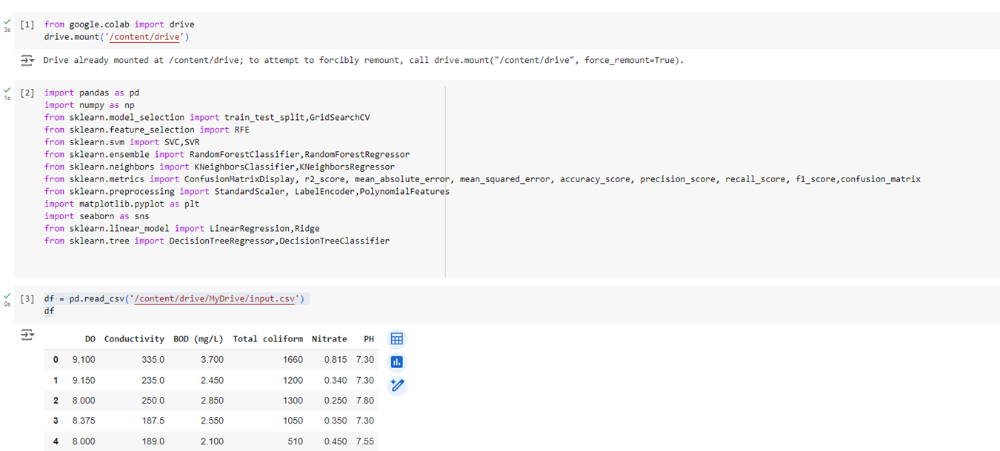 [1] from google.colab import drive
drive.mount('/content/drive')
3s
Drive already mounted at /content/drive; to attempt to forcibly remount, call drive.mount("/content/drive", force_remount=True).
[2] import pandas as pd
1s
import numpy as np
from sklearn.model_selection import train_test_split,GridSearchCV
from sklearn.feature_selection import RFE
from sklearn.svm import SVC,SVR
from sklearn.ensemble import RandomForestClassifier,RandomForestRegressor
from sklearn.neighbors import KNeighborsClassifier,KNeighborsRegressor
from sklearn.metrics import ConfusionMatrixDisplay, r2_score, mean_absolute_error, mean_squared_error, accuracy_score, precision_score, recall_score, f1_score,confusion_matrix
from sklearn.preprocessing import StandardScaler, LabelEncoder,PolynomialFeatures
import matplotlib.pyplot as plt
import seaborn as sns
from sklearn.linear_model import LinearRegression,Ridge
from sklearn.tree import DecisionTreeRegressor,DecisionTreeClassifier
[3] df = pd.read_csv('/content/drive/MyDrive/input.csv')
0s
df
DO Conductivity BOD (mg/L) Total coliform Nitrate PH
0 9.100 335.0 3.700 1660 0.815 7.30
1 9.150 235.0 2.450 1200 0.340 7.30
2 8.000 250.0 2.850 1300 0.250 7.80
3 8.375 187.5 2.550 1050 0.350 7.30
4 8.000 189.0 2.100 510 0.450 7.55